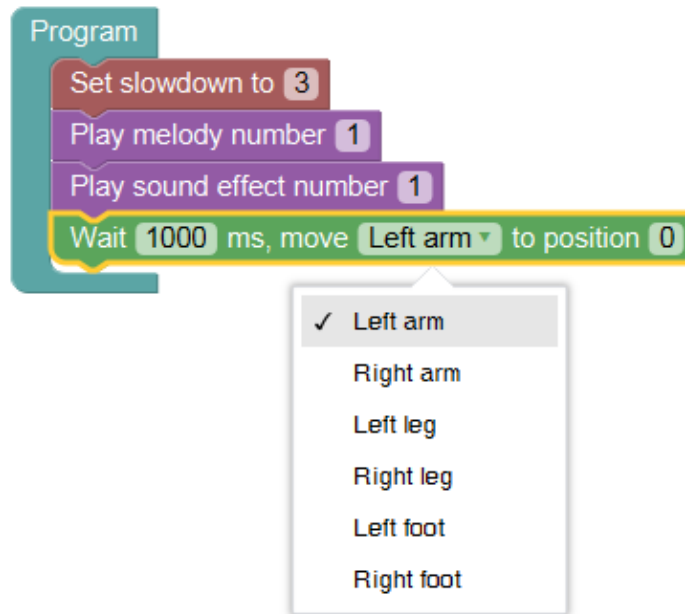 Program
Set slowdown to 3
Play melody number 1
Play sound effect number 1
Wait 1000 ms, move Left arm ▾ to position 0
✓ Left arm
Right arm
Left leg
Right leg
Left foot
Right foot